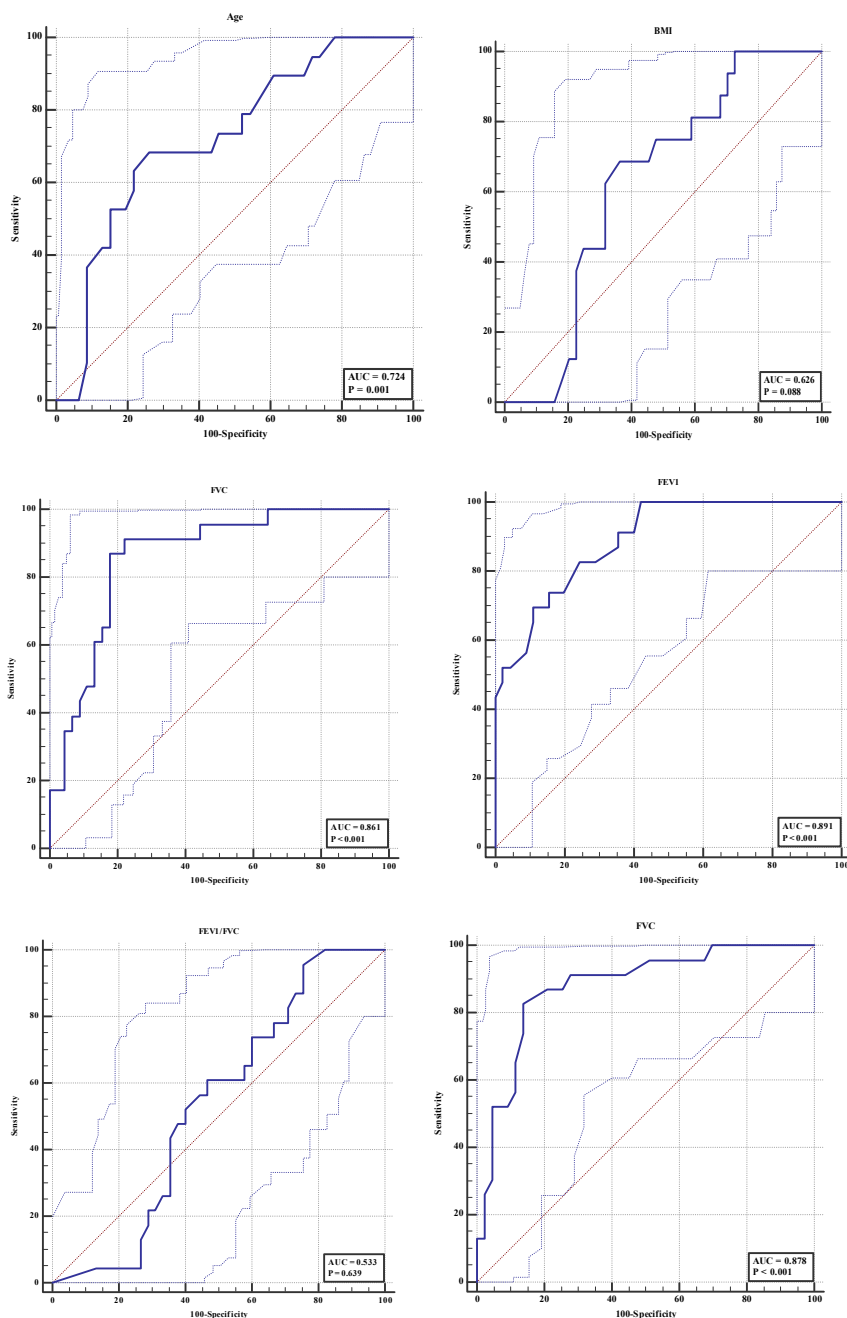 Age
100
80
60
40
20
0
Sensitivity
AUC = 0.724
P = 0.001
0 20 40 60 80 100
100-Specificity
BMI
100
80
60
40
20
0
Sensitivity
AUC = 0.626
P = 0.088
0 20 40 60 80 100
100-Specificity
FVC
100
80
60
40
20
0
Sensitivity
AUC = 0.861
P < 0.001
0 20 40 60 80 100
100-Specificity
FEV1
100
80
60
40
20
0
Sensitivity
AUC = 0.891
P < 0.001
0 20 40 60 80 100
100-Specificity
FEV1/FVC
100
80
60
40
20
0
Sensitivity
AUC = 0.533
P = 0.639
0 20 40 60 80 100
100-Specificity
FVC
100
80
60
40
20
0
Sensitivity
AUC = 0.878
P < 0.001
0 20 40 60 80 100
100-Specificity